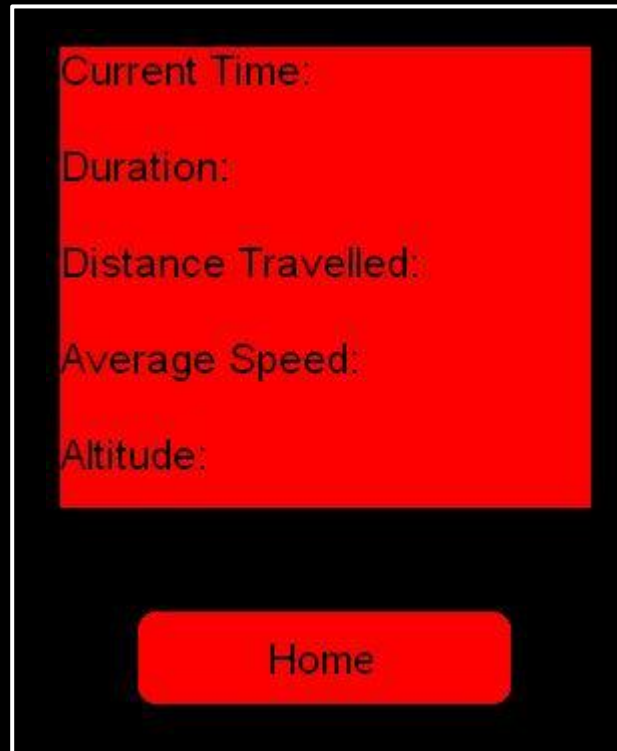 Current Time:
Duration:
Distance Travelled:
Average Speed:
Altitude:
Home